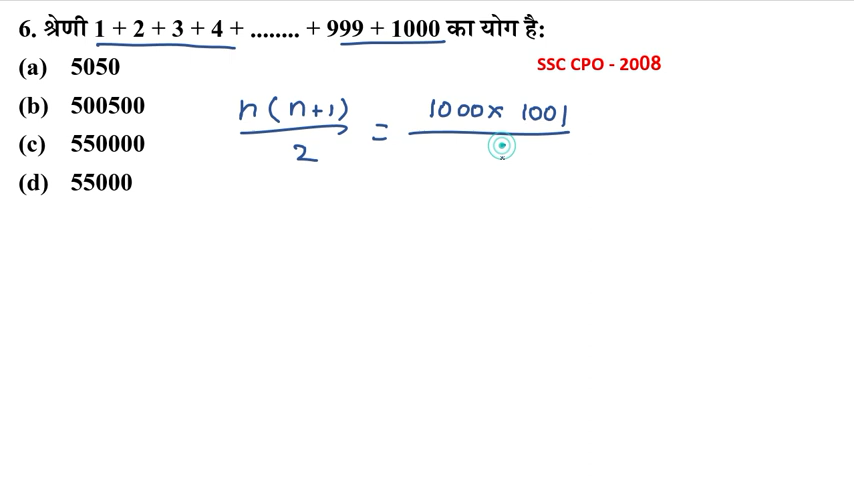 6. श्रेणी 1 + 2 + 3 + 4 + ........ + 999 + 1000 का योग है:
SSC CPO - 2008
(a) 5050
(b) 500500
(c) 550000
(d) 55000
n(n+1)/2 = 1000 x 1001